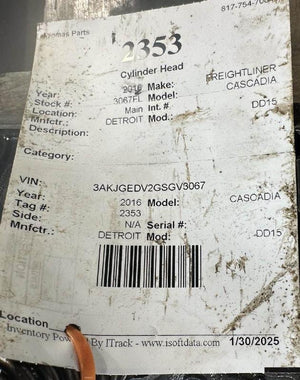 Thomas Parts 817-754-70
2353
Cylinder Head
Year: 2016 Make: FREIGHTLINER
Stock #: 3067FL Model: CASCADIA
Location: Main Int. #:
Mnfctr.: DETROIT Mod.: DD15
Description:
Category:
VIN: 3AKJGEDV2GSGV3067
Year: 2016 Model: CASCADIA
Tag #: 2353
Side: N/A Serial #:
Mnfctr.: DETROIT Mod: DD15
Location
Inventory Powered By ITrack - www.isoftdata.com 1/30/2025